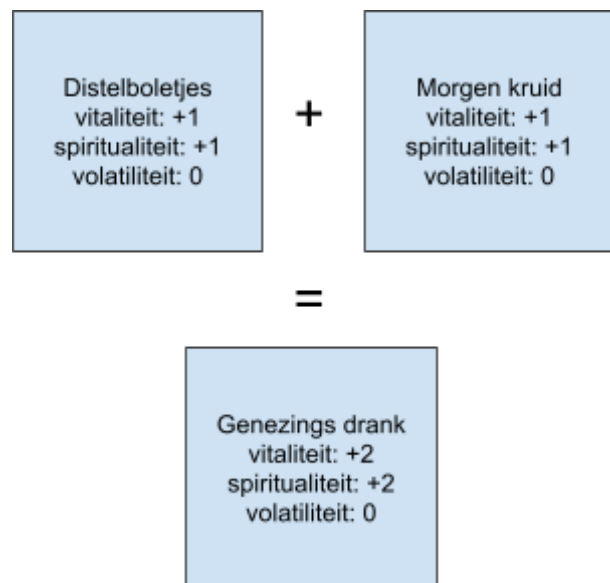 Distelboletjes
vitaliteit: +1
spiritualiteit: +1
volatiliteit: 0
+
Morgen kruid
vitaliteit: +1
spiritualiteit: +1
volatiliteit: 0
=
Genezings drank
vitaliteit: +2
spiritualiteit: +2
volatiliteit: 0